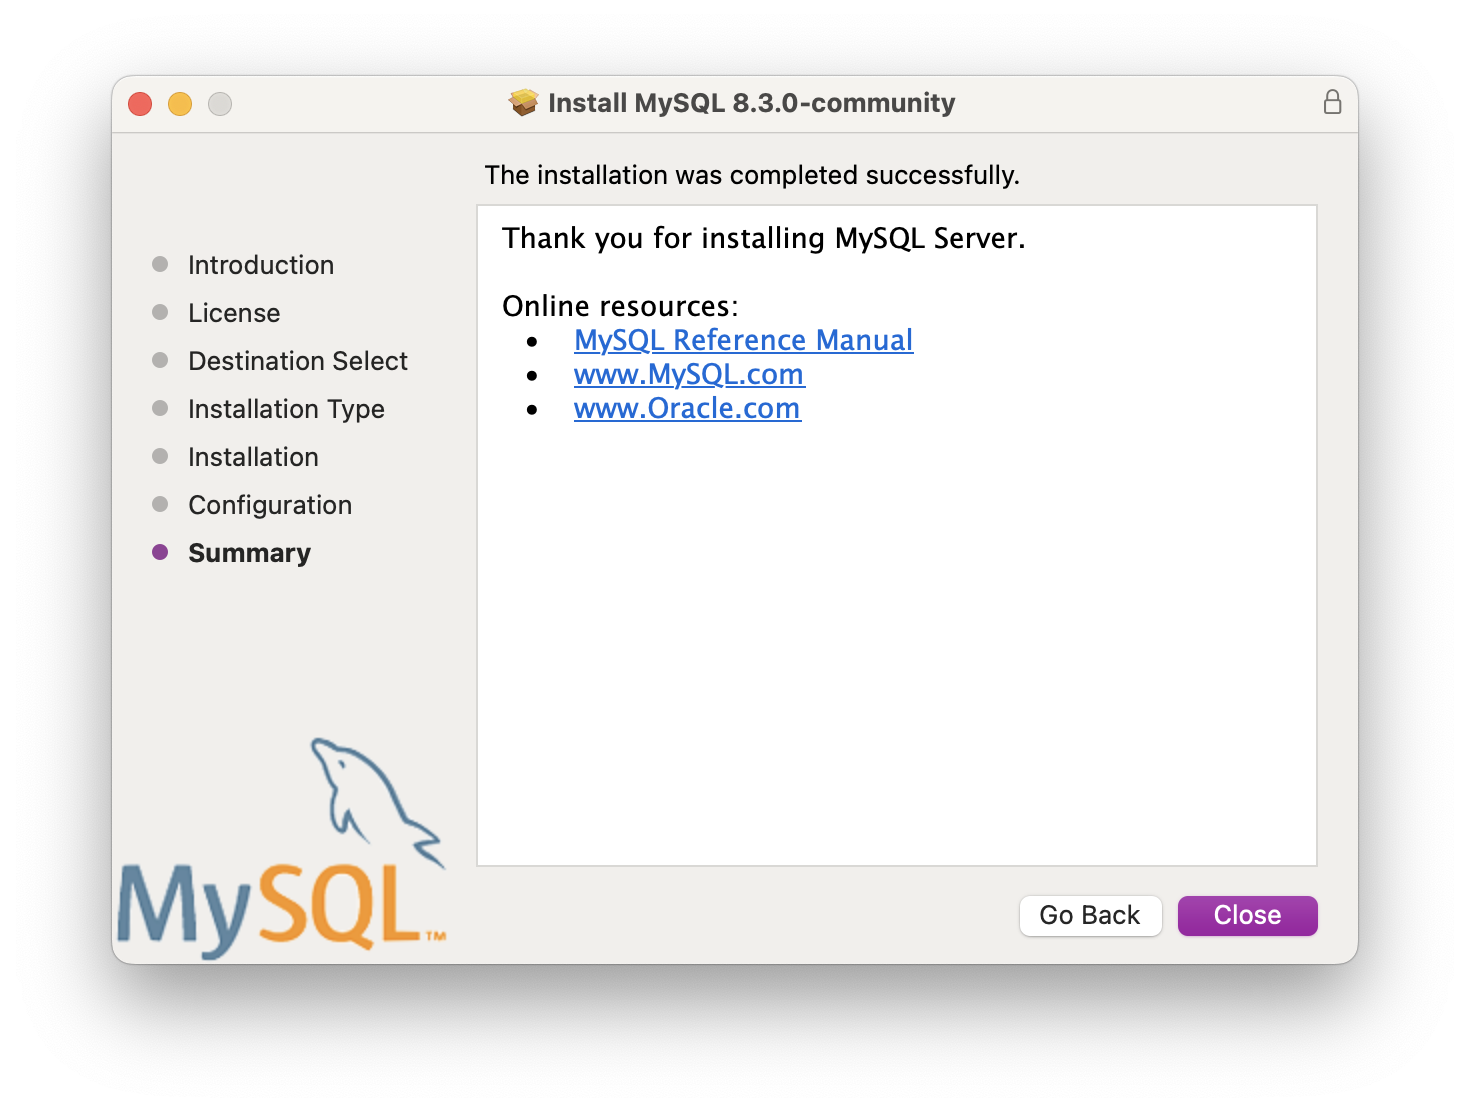 Install MySQL 8.3.0-community
The installation was completed successfully.
Introduction
License
Destination Select
Installation Type
Installation
Configuration
Summary
Thank you for installing MySQL Server.
Online resources:
• MySQL Reference Manual
• www.MySQL.com
• www.Oracle.com
MySQL™
Go Back
Close